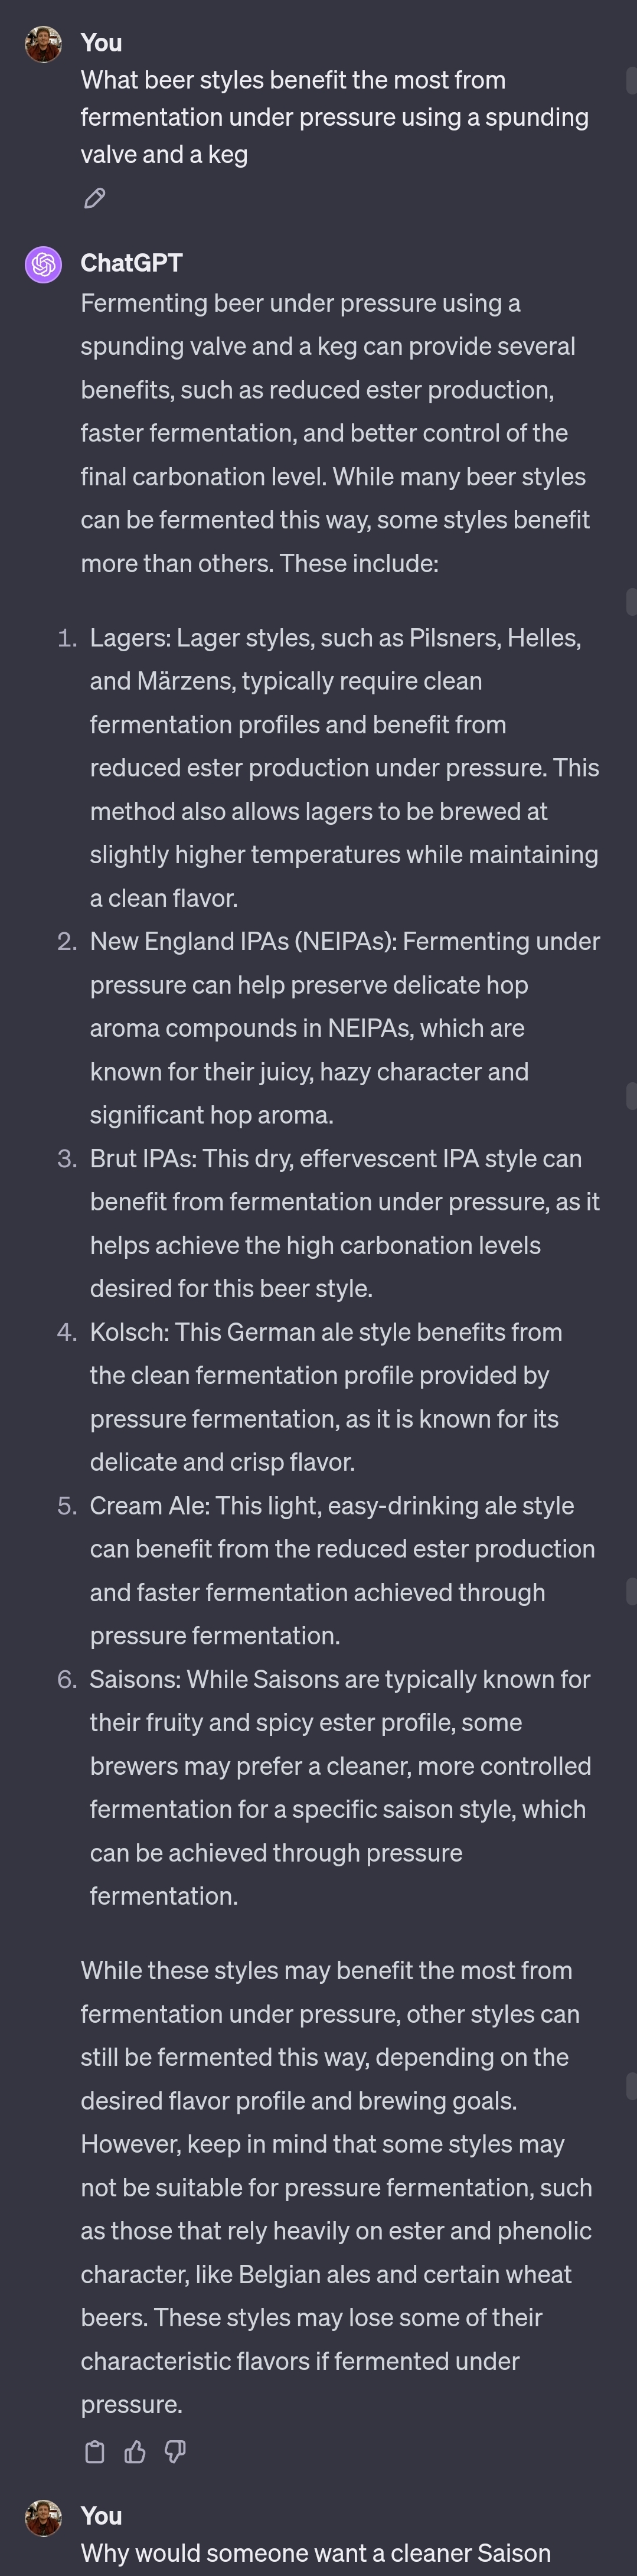 You
What beer styles benefit the most from
fermentation under pressure using a spunding
valve and a keg
ChatGPT
Fermenting beer under pressure using a
spunding valve and a keg can provide several
benefits, such as reduced ester production,
faster fermentation, and better control of the
final carbonation level. While many beer styles
can be fermented this way, some styles benefit
more than others. These include:
1. Lagers: Lager styles, such as Pilsners, Helles,
and Märzens, typically require clean
fermentation profiles and benefit from
reduced ester production under pressure. This
method also allows lagers to be brewed at
slightly higher temperatures while maintaining
a clean flavor.
2. New England IPAs (NEIPAs): Fermenting under
pressure can help preserve delicate hop
aroma compounds in NEIPAs, which are
known for their juicy, hazy character and
significant hop aroma.
3. Brut IPAs: This dry, effervescent IPA style can
benefit from fermentation under pressure, as it
helps achieve the high carbonation levels
desired for this beer style.
4. Kolsch: This German ale style benefits from
the clean fermentation profile provided by
pressure fermentation, as it is known for its
delicate and crisp flavor.
5. Cream Ale: This light, easy-drinking ale style
can benefit from the reduced ester production
and faster fermentation achieved through
pressure fermentation.
6. Saisons: While Saisons are typically known for
their fruity and spicy ester profile, some
brewers may prefer a cleaner, more controlled
fermentation for a specific saison style, which
can be achieved through pressure
fermentation.
While these styles may benefit the most from
fermentation under pressure, other styles can
still be fermented this way, depending on the
desired flavor profile and brewing goals.
However, keep in mind that some styles may
not be suitable for pressure fermentation, such
as those that rely heavily on ester and phenolic
character, like Belgian ales and certain wheat
beers. These styles may lose some of their
characteristic flavors if fermented under
pressure.
You
Why would someone want a cleaner Saison